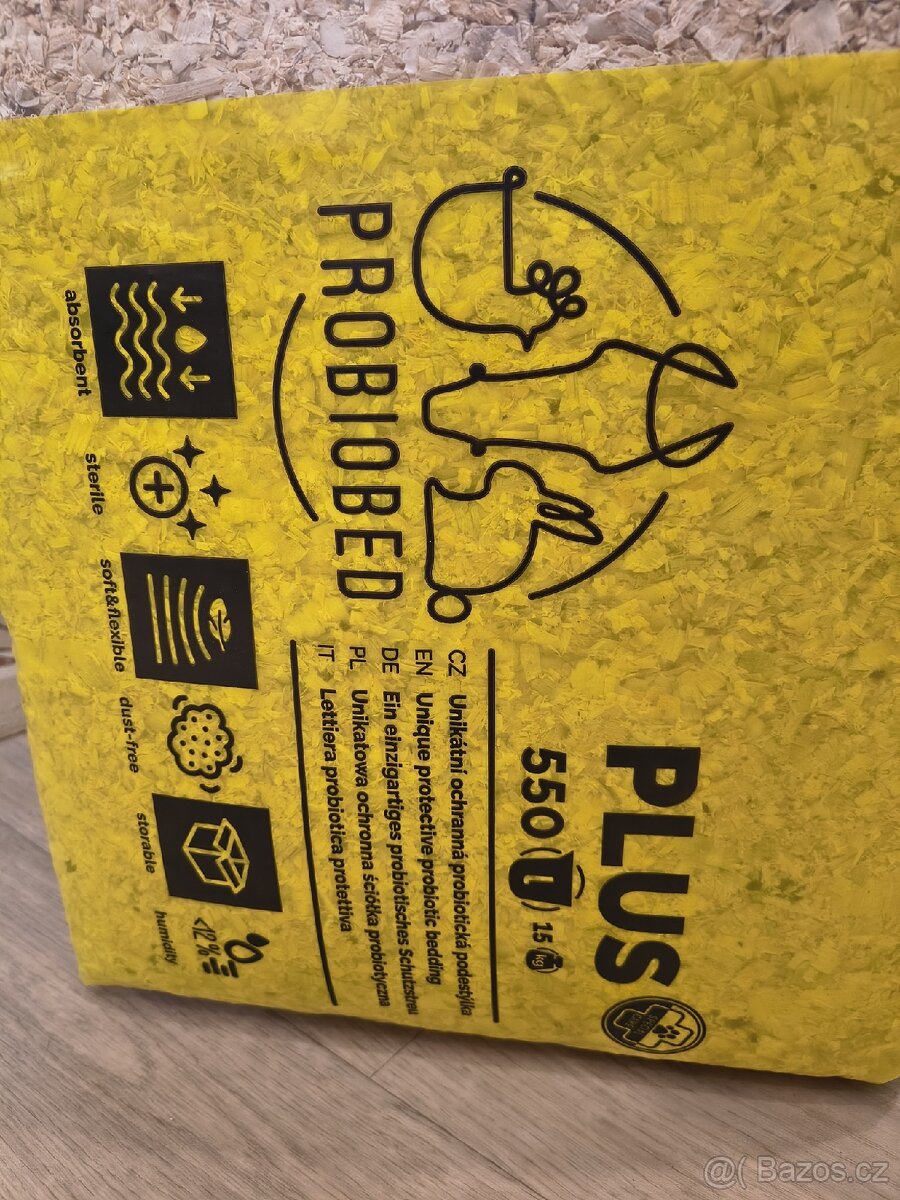 PROBIOBED
PLUS
550 ( ) 15 kg
CZ Unikátní ochranná probiotická podestýlka
EN Unique protective probiotic bedding
DE Ein einzigartiges probiotisches Schutzstreu
PL Unikatowa ochronna ściółka probiotyczna
IT Lettiera probiotica protettiva
absorbent
sterile
soft&flexible
dust-free
storable
<12%
humidity
@( Bazos.cz